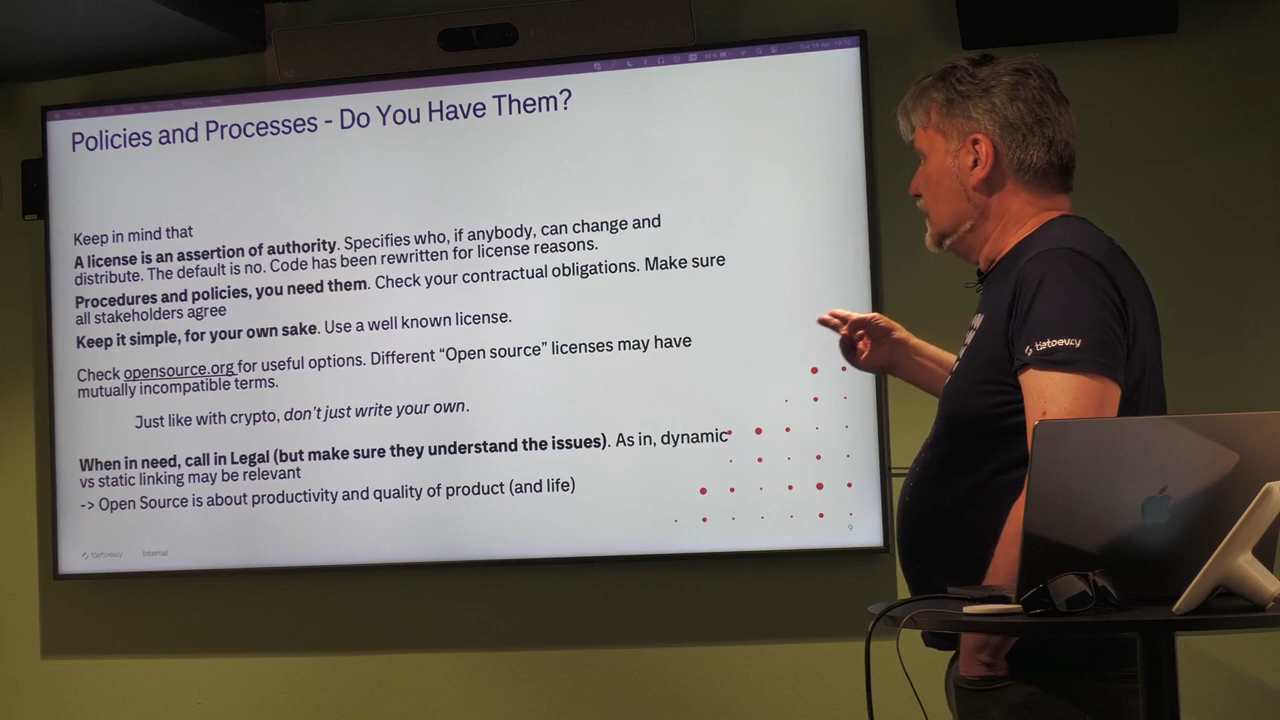 Policies and Processes - Do You Have Them?
Keep in mind that
A license is an assertion of authority. Specifies who, if anybody, can change and
distribute. The default is no. Code has been rewritten for license reasons.
Procedures and policies, you need them. Check your contractual obligations. Make sure
all stakeholders agree
Keep it simple, for your own sake. Use a well known license.
Check opensource.org for useful options. Different “Open source” licenses may have
mutually incompatible terms.
Just like with crypto, don’t just write your own.
When in need, call in Legal (but make sure they understand the issues). As in, dynamic
vs static linking may be relevant
-> Open Source is about productivity and quality of product (and life)
tietoevry Internal
9
tietoevry